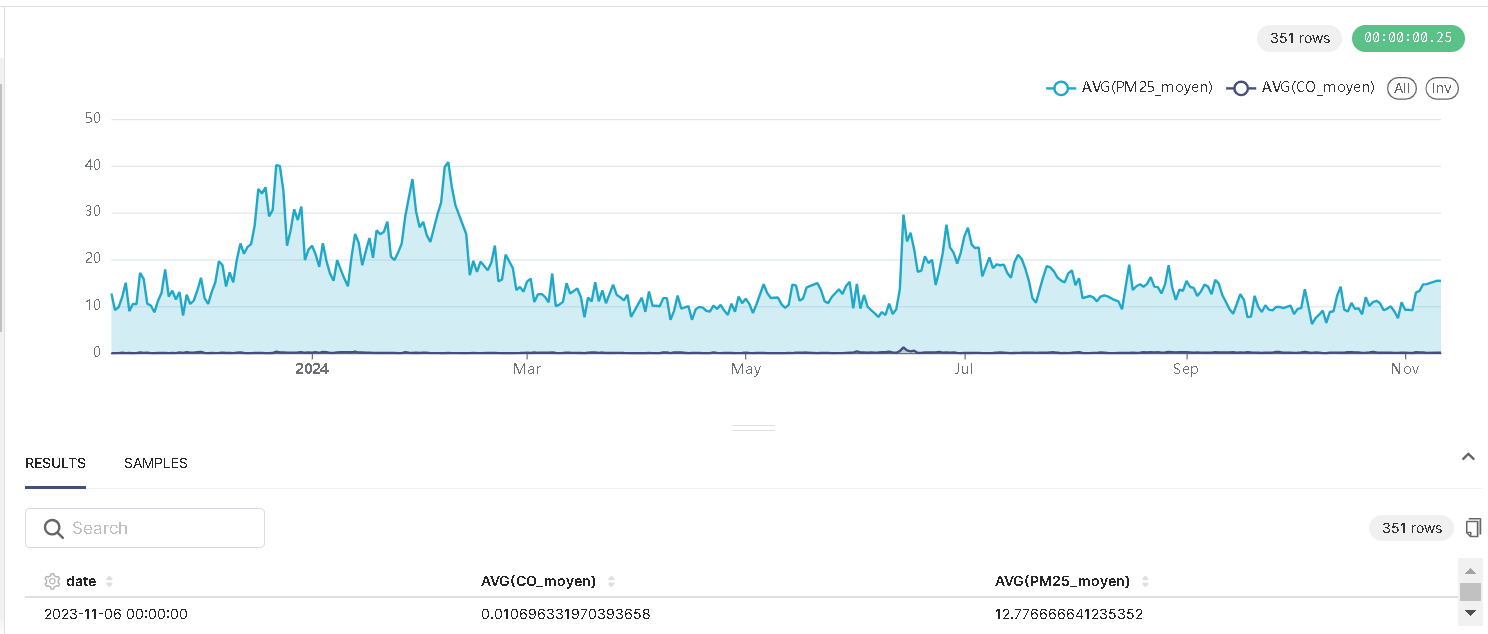 351 rows 00:00:00.25
AVG(PM25_moyen) AVG(CO_moyen) All Inv
50
40
30
20
10
0
2024 Mar May Jul Sep Nov
RESULTS SAMPLES
Search 351 rows
date AVG(CO_moyen) AVG(PM25_moyen)
2023-11-06 00:00:00 0.010696331970393658 12.776666641235352